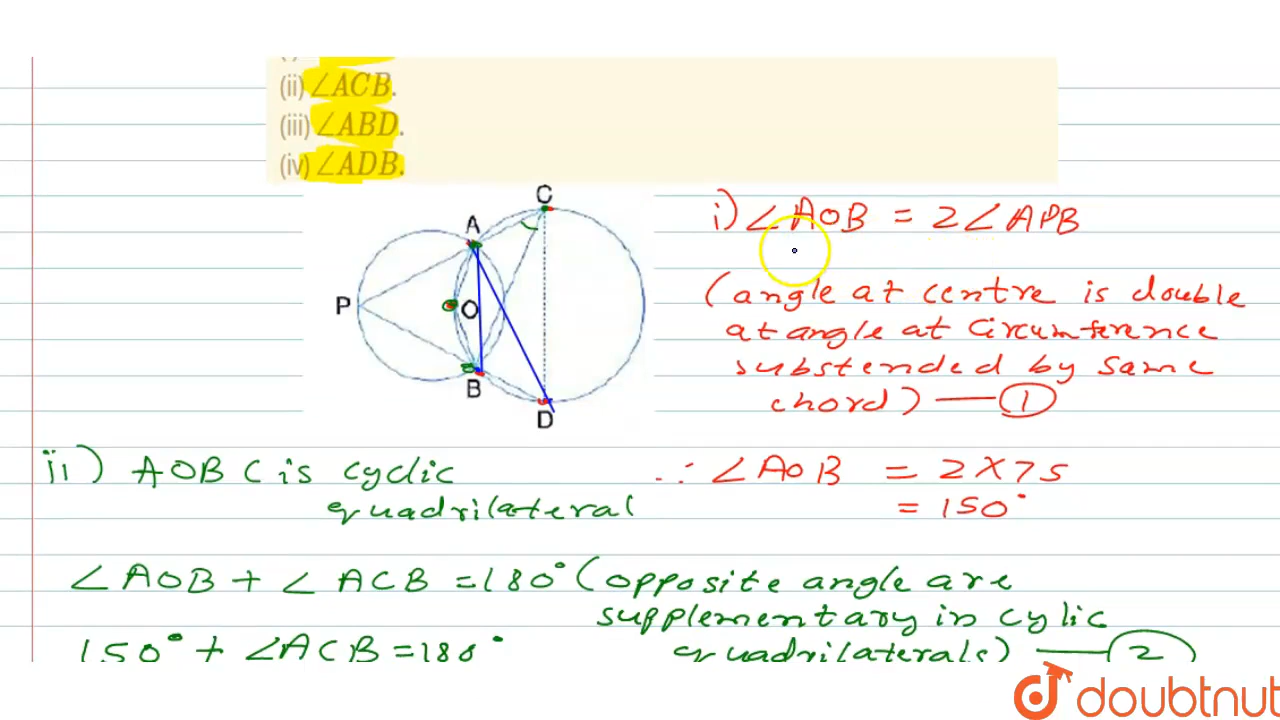 (ii) ∠ACB.
(iii) ∠ABD.
(iv) ∠ADB.
C
A
P
O
B
D
i) ∠AOB = 2∠APB
(angle at centre is double
at angle at circumference
substended by same
chord) — 1
∴ ∠AOB = 2×75
= 150°
ii) AOBC is cyclic
quadrilateral
∠AOB + ∠ACB = 180° (opposite angle are
supplementary in cylic
quadrilaterals) — 2
150° + ∠ACB = 180°
doubtnut